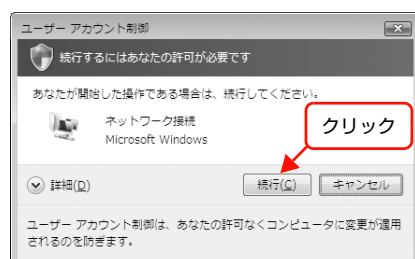 ユーザー アカウント制御
続行するにはあなたの許可が必要です
あなたが開始した操作である場合は、続行してください。
ネットワーク接続
Microsoft Windows
クリック
詳細(D)
続行(C)
キャンセル
ユーザー アカウント制御は、あなたの許可なくコンピュータに変更が適用
されるのを防ぎます。